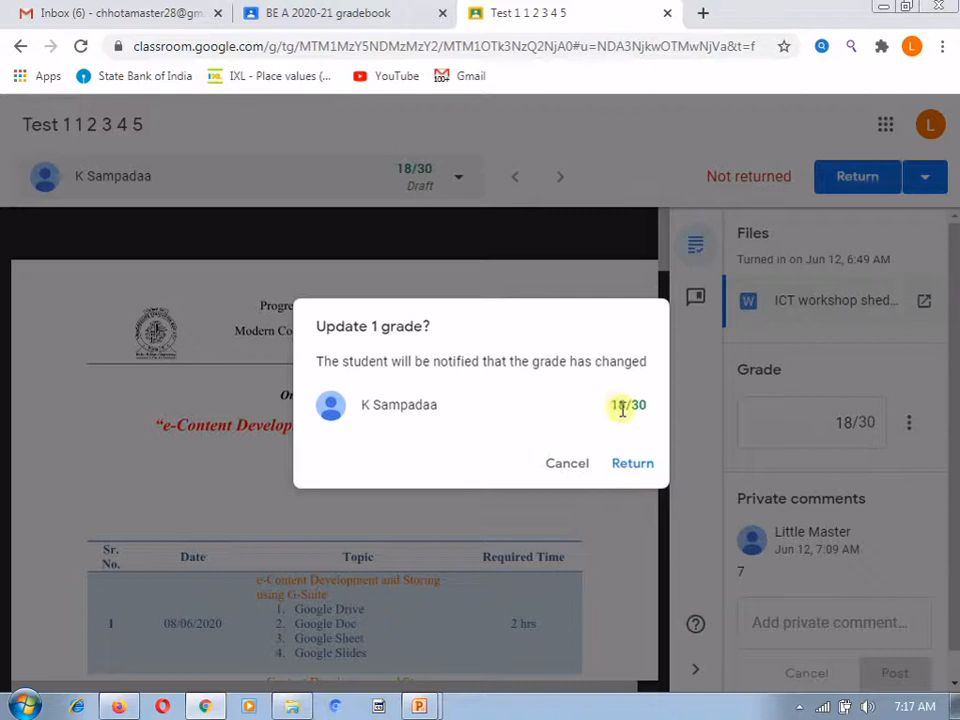 Inbox (6) - chhotamaster28@gm
BE A 2020-21 gradebook
Test 1 1 2 3 4 5
classroom.google.com/g/tg/MTM1MzY5NDMzMzY2/MTM1OTk3NzQ2NjA0#u=NDA3NjkwOTMwNjVa&t=f
L
Apps
State Bank of India
IXL - Place values (...
YouTube
100+
Gmail
Test 1 1 2 3 4 5
L
K Sampadaa
18/30
Draft
Not returned
Return
Progre
Modern Co
Or
"e-Content Develop
Sr. No.
Date
Topic
Required Time
1
08/06/2020
e-Content Development and Storing
using G-Suite
1. Google Drive
2. Google Doc
3. Google Sheet
4. Google Slides
2 hrs
Update 1 grade?
The student will be notified that the grade has changed
K Sampadaa
18/30
Cancel
Return
Files
Turned in on Jun 12, 6:49 AM
W
ICT workshop shed...
Grade
18/30
Private comments
Little Master
Jun 12, 7:09 AM
7
Add private comment...
Cancel
Post
7:17 AM